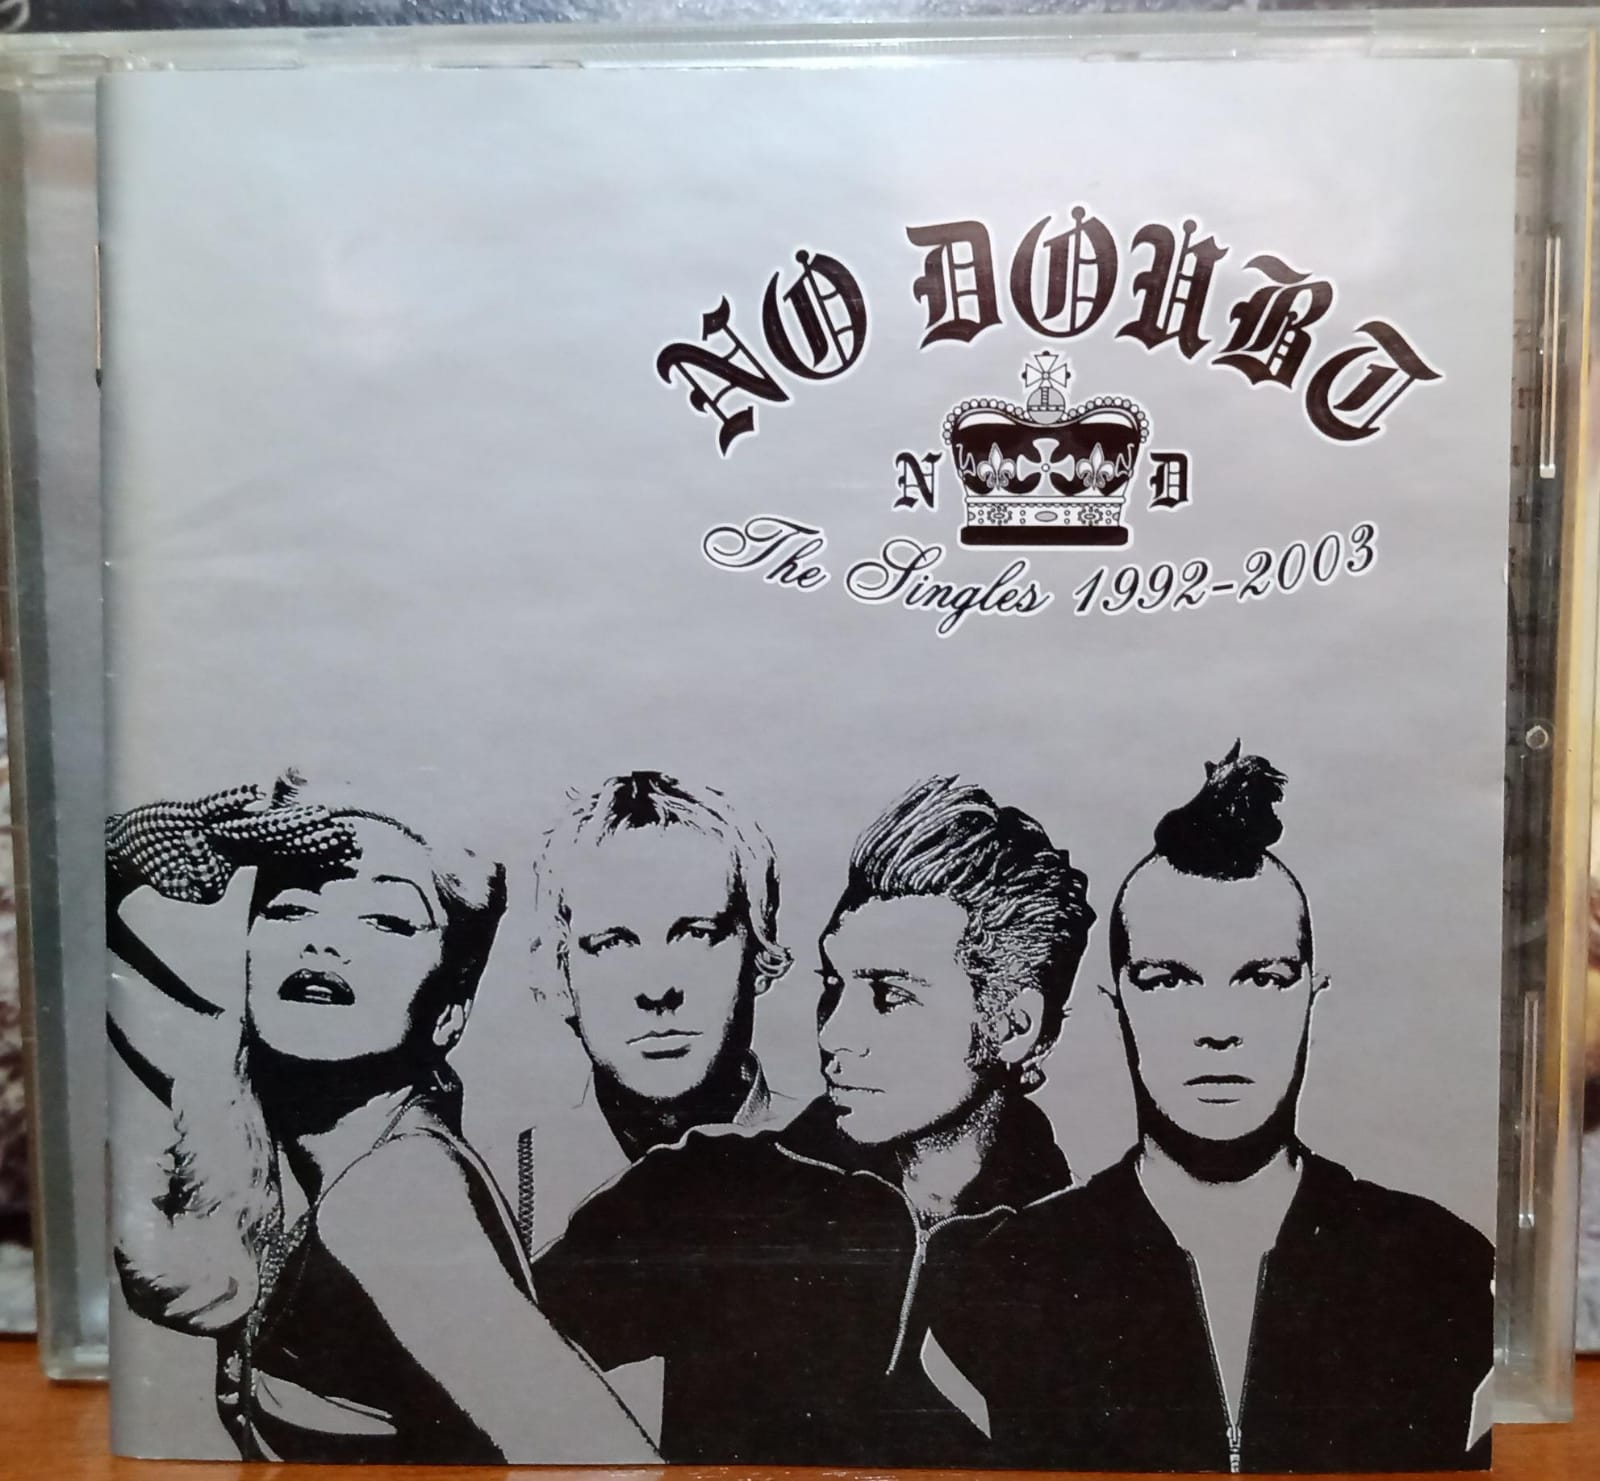 NO DOUBT
N D
The Singles 1992-2003